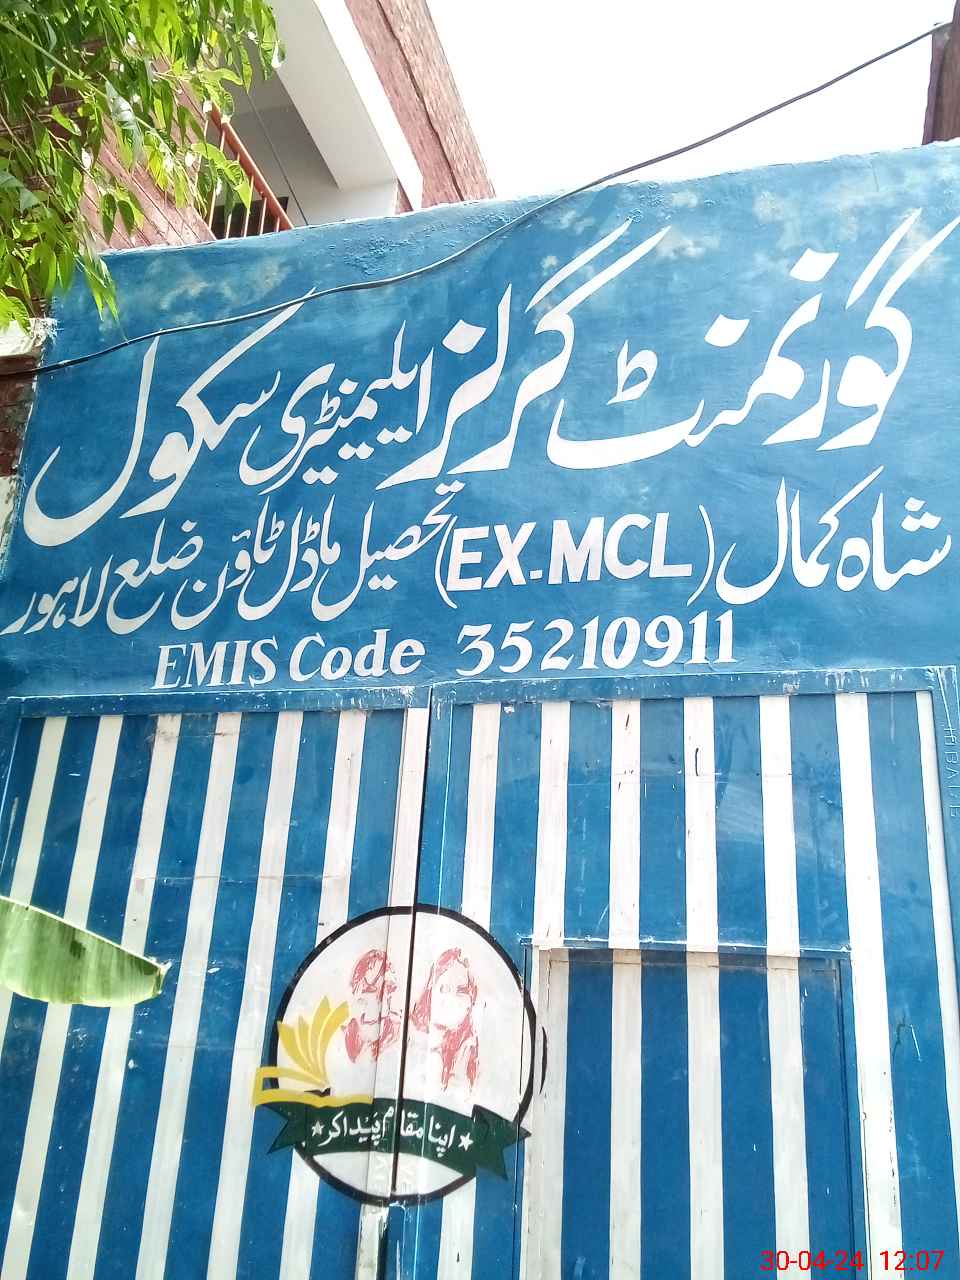 گورنمنٹ گرلز ایلیمنٹیری سکول
شاہ کمال (EX-MCL) تحصیل ماڈل ٹاؤن ضلع لاہور
EMIS Code 35210911
★ اپنا مقام پیدا کر ★
30-04-24 12:07